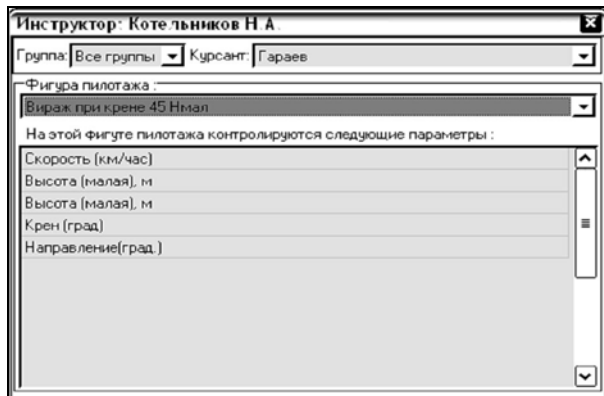 Инструктор: Котельников Н.А.
Группа: Все группы Курсант: Гараев
Фигура пилотажа :
Вираж при крене 45 Нмал
На этой фигуте пилотажа контролируются следующие параметры :
Скорость (км/час)
Высота (малая), м
Высота (малая), м
Крен (град)
Направление(град.)